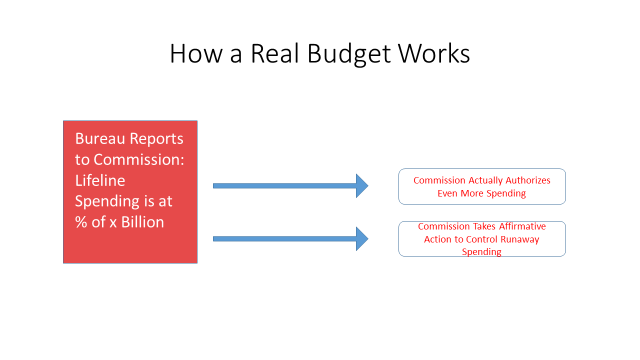 How a Real Budget Works
Bureau Reports
to Commission:
Lifeline
Spending is at
% of x Billion
Commission Actually Authorizes
Even More Spending
Commission Takes Affirmative
Action to Control Runaway
Spending